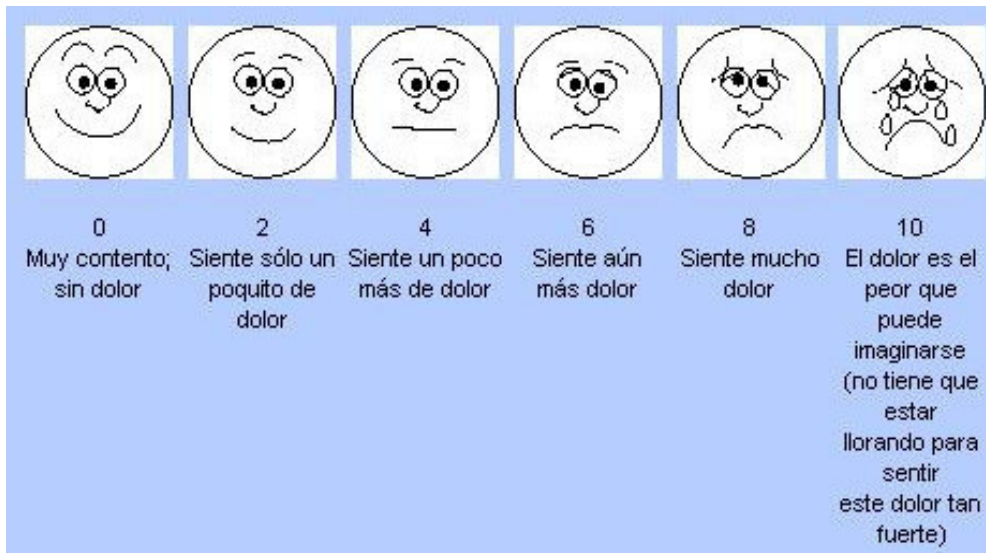 0
Muy contento;
sin dolor
2
Siente sólo un
poquito de
dolor
4
Siente un poco
más de dolor
6
Siente aún
más dolor
8
Siente mucho
dolor
10
El dolor es el
peor que
puede
imaginarse
(no tiene que
estar
llorando para
sentir
este dolor tan
fuerte)